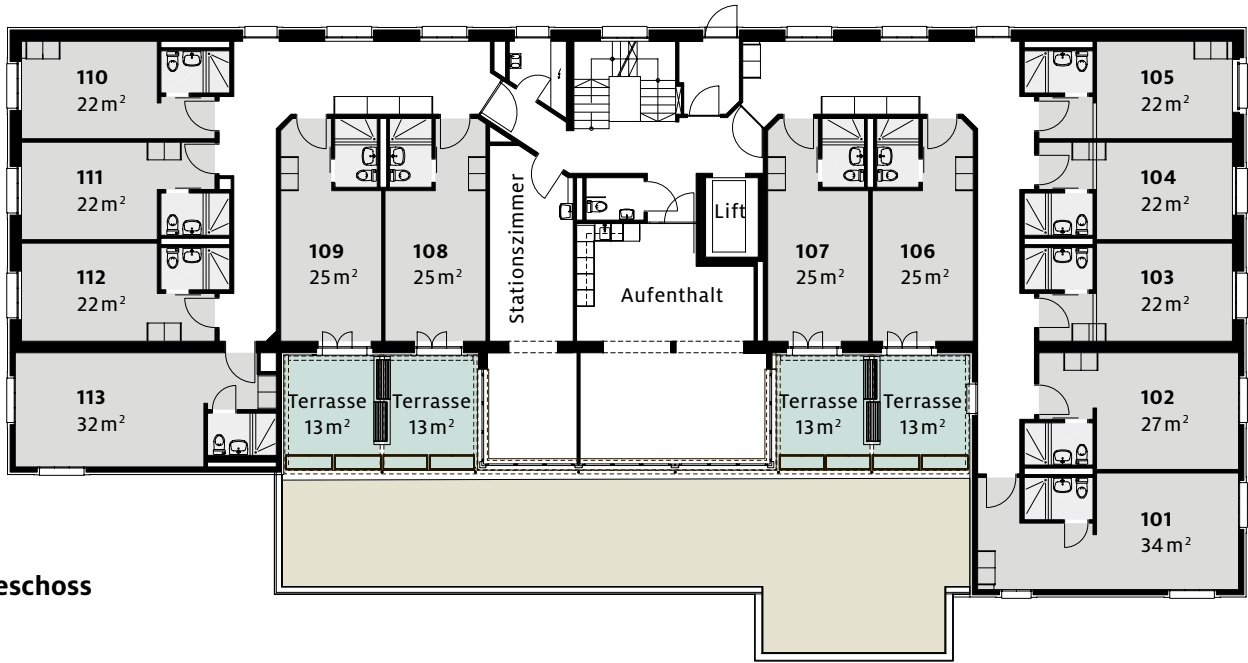 110
22 m²
105
22 m²
111
22 m²
104
22 m²
109
25 m²
108
25 m²
Stationszimmer
Lift
107
25 m²
106
25 m²
112
22 m²
103
22 m²
Aufenthalt
113
32 m²
Terrasse
13 m²
Terrasse
13 m²
Terrasse
13 m²
Terrasse
13 m²
102
27 m²
101
34 m²
eschoss